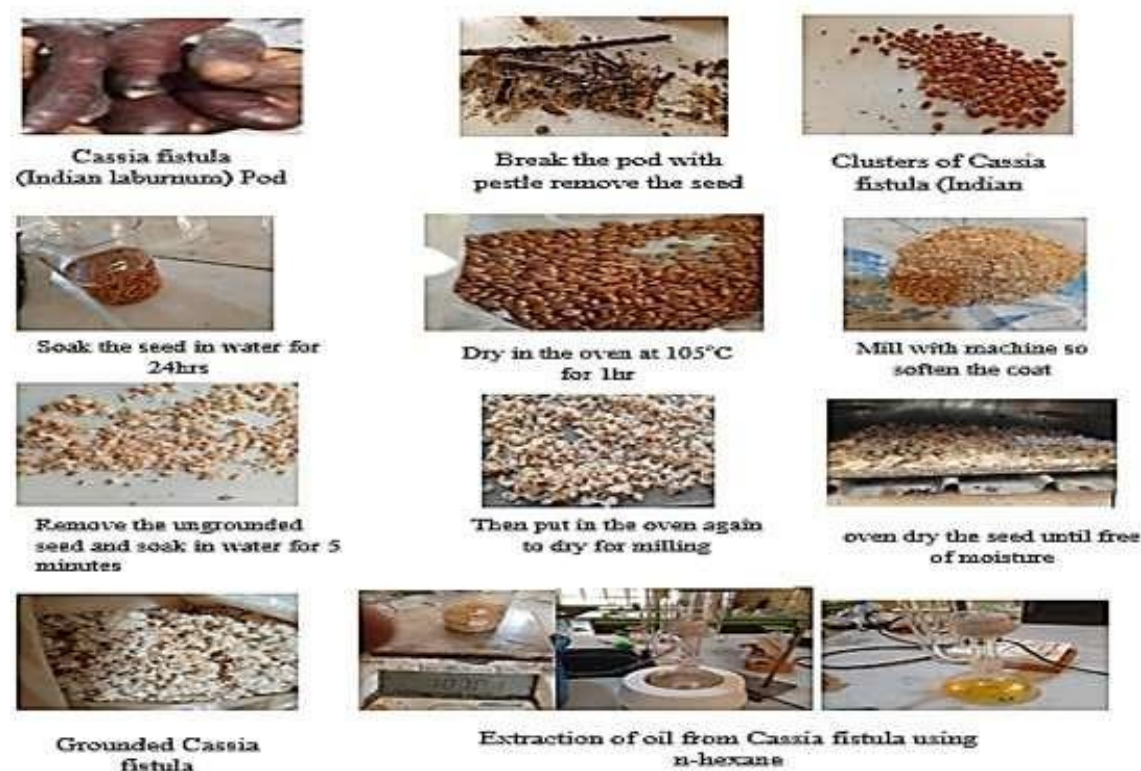 Cassia fistula
(Indian laburnum) Pod
Break the pod with
pestle remove the seed
Clusters of Cassia
fistula (Indian
Soak the seed in water for
24hrs
Dry in the oven at 105°C
for 1hr
Mill with machine so
soften the coat
Remove the ungrounded
seed and soak in water for 5
minutes
Then put in the oven again
to dry for milling
oven dry the seed until free
of moisture
Grounded Cassia
fistula
Extraction of oil from Cassia fistula using
n-hexane